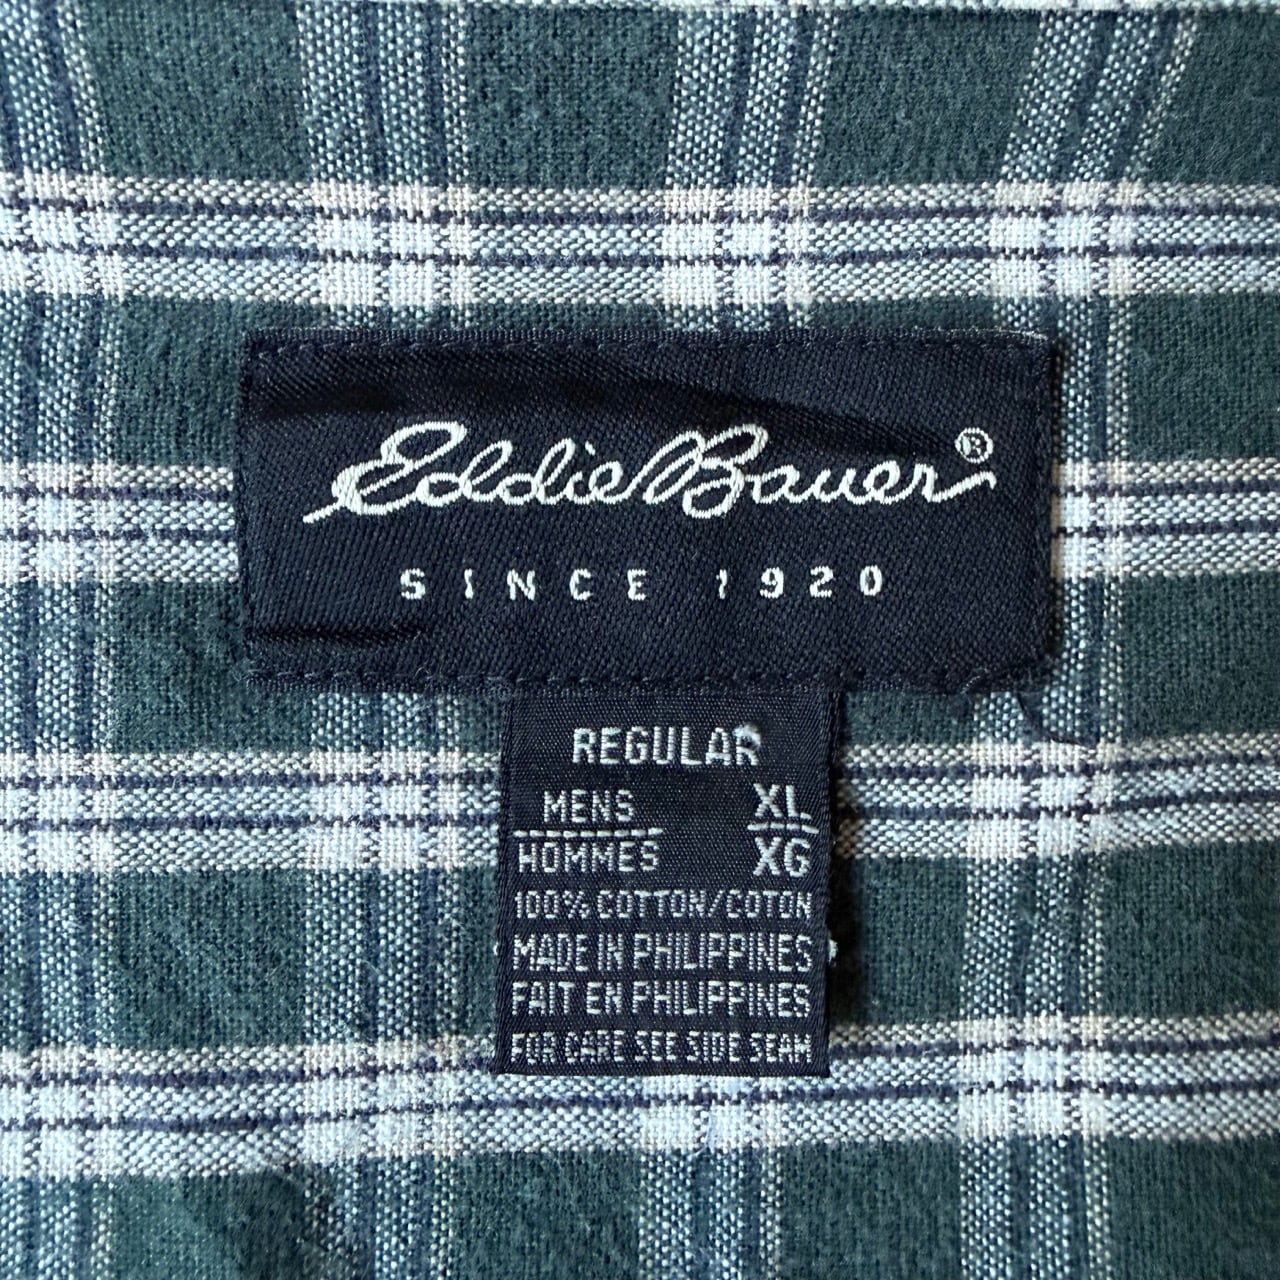 Eddie Bauer®
SINCE 1920
REGULAR
MENS XL
HOMMES XG
100% COTTON/COTON
MADE IN PHILIPPINES
FAIT EN PHILIPPINES
FOR CARE SEE SIDE SEAM